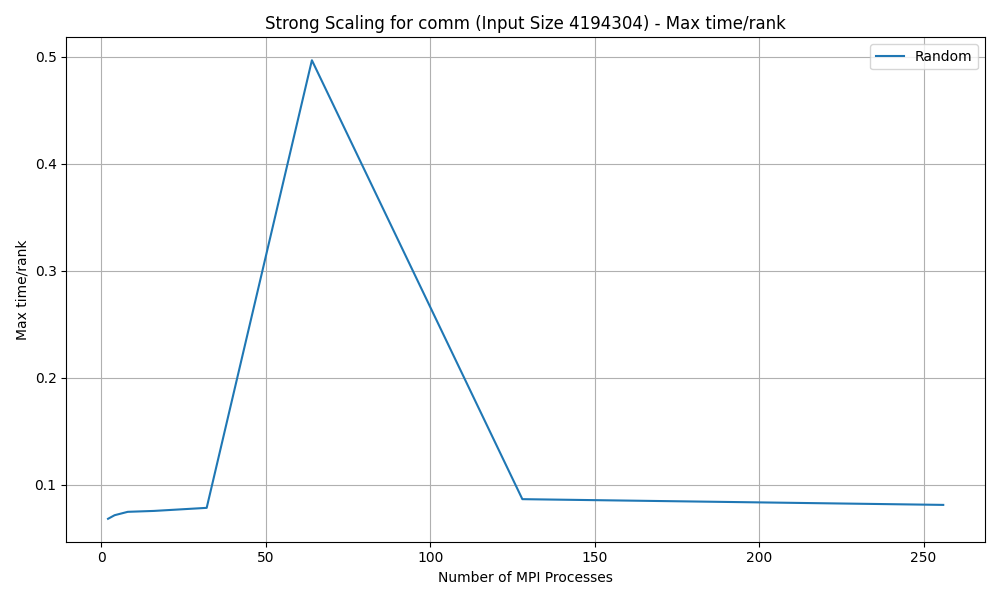 Strong Scaling for comm (Input Size 4194304) - Max time/rank
Random
0.5
0.4
0.3
0.2
0.1
Max time/rank
0 50 100 150 200 250
Number of MPI Processes